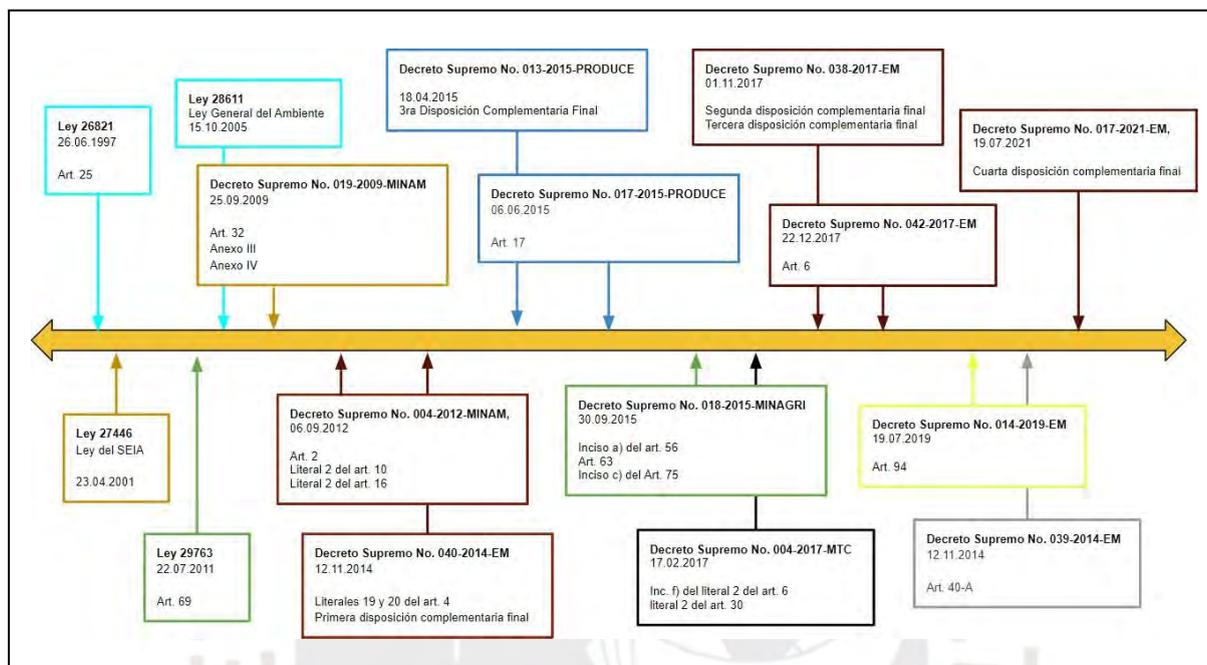 Ley 26821
26.06.1997
Art. 25
Ley 28611
Ley General del Ambiente
15.10.2005
Decreto Supremo No. 019-2009-MINAM
25.09.2009
Art. 32
Anexo III
Anexo IV
Decreto Supremo No. 013-2015-PRODUCE
18.04.2015
3ra Disposición Complementaria Final
Decreto Supremo No. 017-2015-PRODUCE
06.06.2015
Art. 17
Decreto Supremo No. 038-2017-EM
01.11.2017
Segunda disposición complementaria final
Tercera disposición complementaria final
Decreto Supremo No. 042-2017-EM
22.12.2017
Art. 6
Decreto Supremo No. 017-2021-EM,
19.07.2021
Cuarta disposición complementaria final
Ley 27446
Ley del SEIA
23.04.2001
Ley 29763
22.07.2011
Art. 69
Decreto Supremo No. 004-2012-MINAM,
06.09.2012
Art. 2
Literal 2 del art. 10
Literal 2 del art. 16
Decreto Supremo No. 040-2014-EM
12.11.2014
Literales 19 y 20 del art. 4
Primera disposición complementaria final
Decreto Supremo No. 018-2015-MINAGRI
30.09.2015
Inciso a) del art. 56
Art. 63
Inciso c) del Art. 75
Decreto Supremo No. 004-2017-MTC
17.02.2017
Inc. f) del literal 2 del art. 6
literal 2 del art. 30
Decreto Supremo No. 014-2019-EM
19.07.2019
Art. 94
Decreto Supremo No. 039-2014-EM
12.11.2014
Art. 40-A